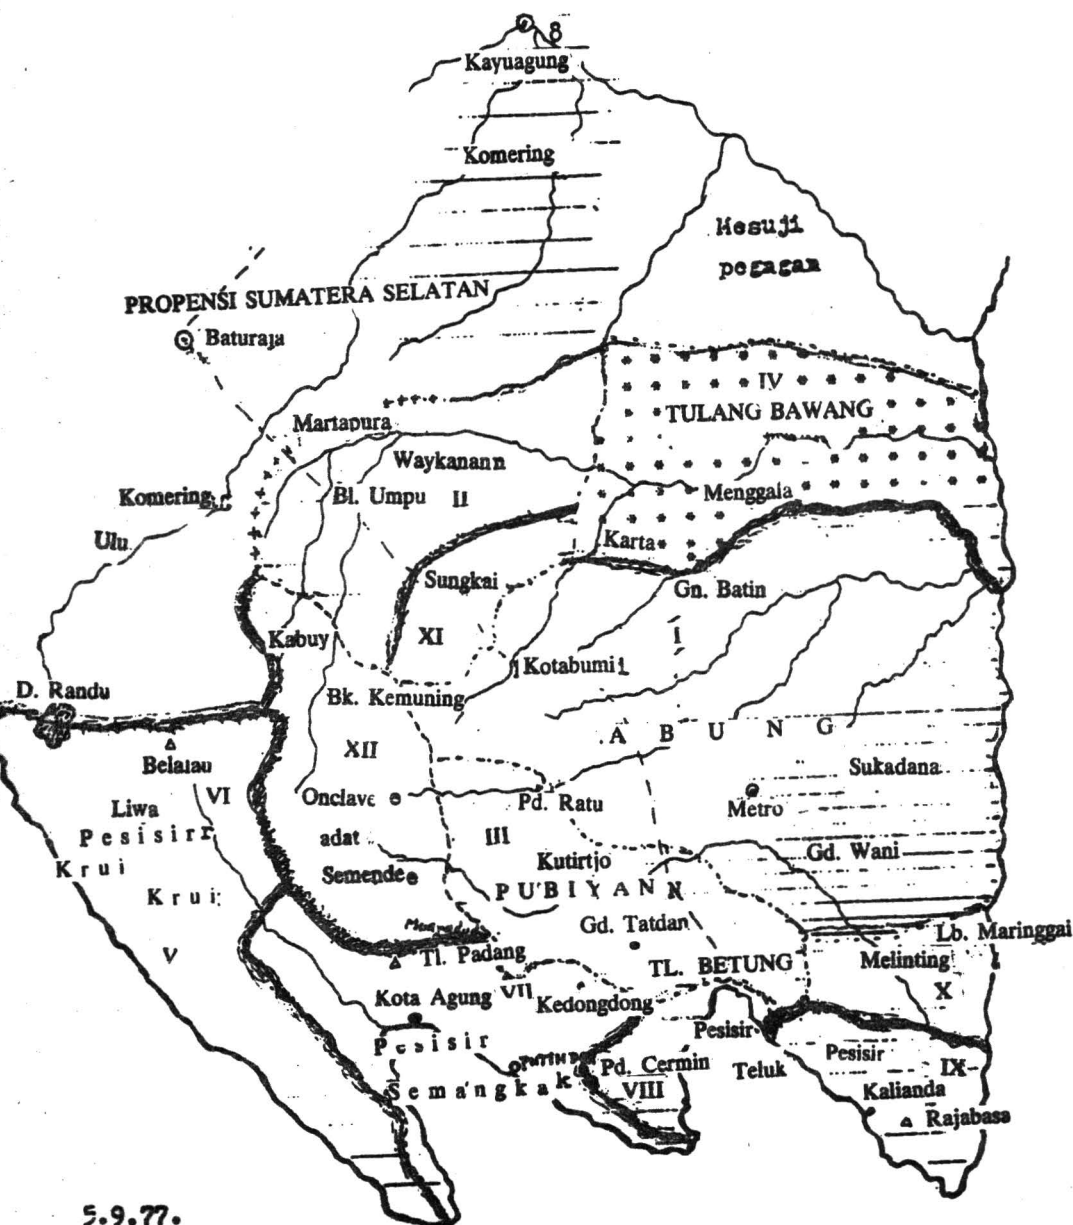 8
Kayuagung
Komering
Mesuji
pegagan
PROPENSI SUMATERA SELATAN
Baturaja
IV
TULANG BAWANG
Martapura
Waykanann
Bl. Umpu II
Menggala
Komering
Ulu
Karta
Sungkai
Gn. Batin
XI
I
Kabuy
Kotabumi
D. Randu
Bk. Kemuning
ABUNG
XII
Belalau
Sukadana
VI
Onclave
Liwa
Pd. Ratu
Metro
Pesisir
adat
III
Krui
Kutirtjo
Gd. Wani
Semende
Krui
PUBIYANN
Gd. Tatdan
Lb. Maringgai
V
Tl. Padang
TL. BETUNG
Melinting
VII
X
Kota Agung
Kedongdong
Pesisir
Pesisir
Pesisir
Pd. Cermin
Teluk
IX
Semangkak
VIII
Kalianda
Rajabasa
5.9.77.